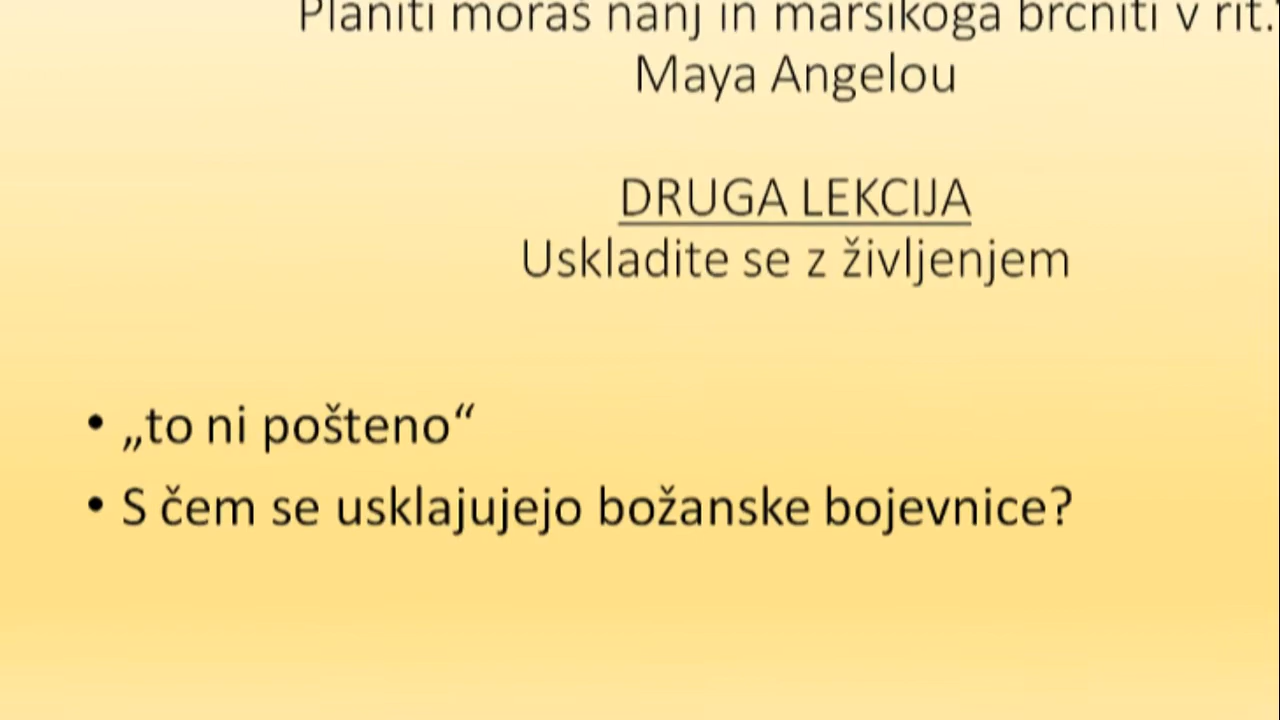 Planiti moraš nanj in marsikoga brcniti v rit."
Maya Angelou
DRUGA LEKCIJA
Uskladite se z življenjem
• „to ni pošteno“
• S čem se usklajujejo božanske bojevnice?